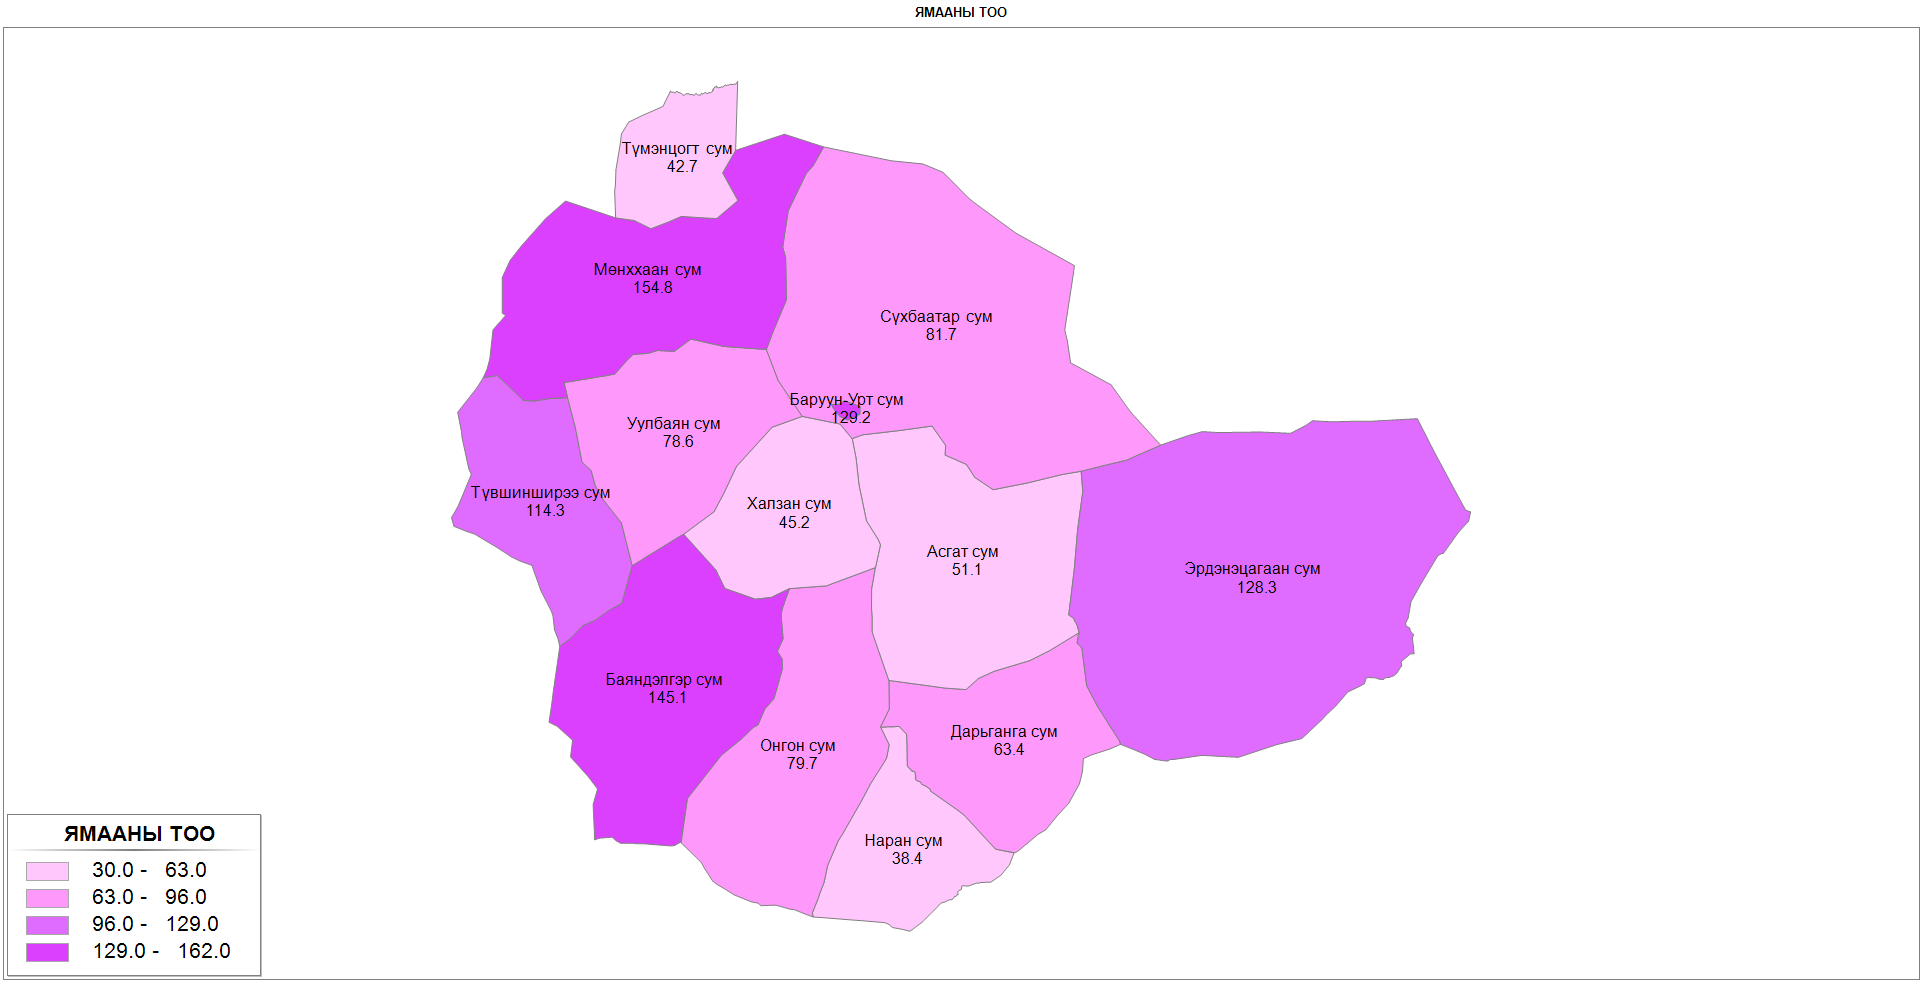 ЯМААНЫ ТОО
Түмэнцогт сум
42.7
Мөнххаан сум
154.8
Сүхбаатар сум
81.7
Баруун-Урт сум
129.2
Уулбаян сум
78.6
Түвшинширээ сум
114.3
Халзан сум
45.2
Асгат сум
51.1
Эрдэнэцагаан сум
128.3
Баяндэлгэр сум
145.1
Онгон сум
79.7
Дарьганга сум
63.4
Наран сум
38.4
ЯМААНЫ ТОО
30.0 - 63.0
63.0 - 96.0
96.0 - 129.0
129.0 - 162.0